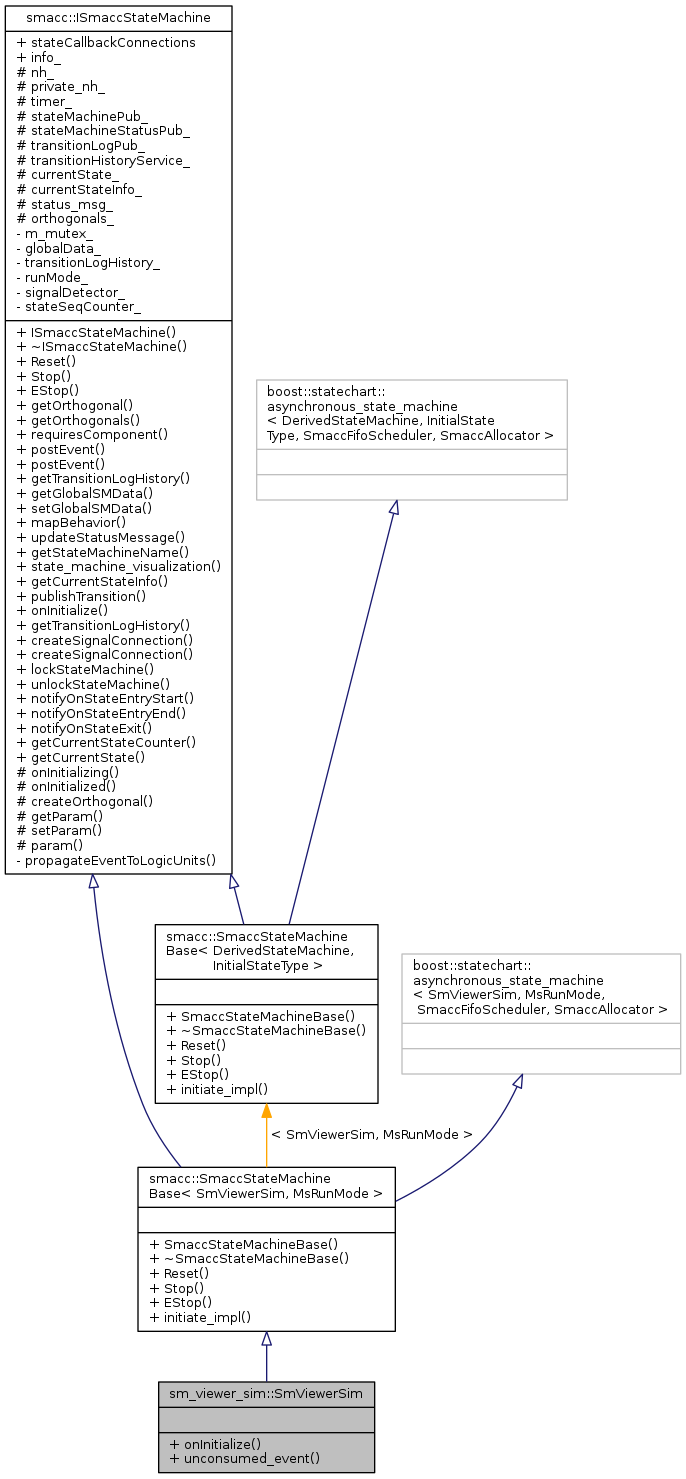 smacc::ISmaccStateMachine
+ stateCallbackConnections
+ info_
# nh_
# private_nh_
# timer_
# stateMachinePub_
# stateMachineStatusPub_
# transitionLogPub_
# transitionHistoryService_
# currentState_
# currentStateInfo_
# status_msg_
# orthogonals_
- m_mutex_
- globalData_
- transitionLogHistory_
- runMode_
- signalDetector_
- stateSeqCounter_
+ ISmaccStateMachine()
+ ~ISmaccStateMachine()
+ Reset()
+ Stop()
+ EStop()
+ getOrthogonal()
+ getOrthogonals()
+ requiresComponent()
+ postEvent()
+ postEvent()
+ getTransitionLogHistory()
+ getGlobalSMData()
+ setGlobalSMData()
+ mapBehavior()
+ updateStatusMessage()
+ getStateMachineName()
+ state_machine_visualization()
+ getCurrentStateInfo()
+ publishTransition()
+ onInitialize()
+ getTransitionLogHistory()
+ createSignalConnection()
+ createSignalConnection()
+ lockStateMachine()
+ unlockStateMachine()
+ notifyOnStateEntryStart()
+ notifyOnStateEntryEnd()
+ notifyOnStateExit()
+ getCurrentStateCounter()
+ getCurrentState()
# onInitializing()
# onInitialized()
# createOrthogonal()
# getParam()
# setParam()
# param()
- propagateEventToLogicUnits()
boost::statechart::
asynchronous_state_machine
< DerivedStateMachine, InitialState
Type, SmaccFifoScheduler, SmaccAllocator >
smacc::SmaccStateMachine
Base< DerivedStateMachine,
InitialStateType >
+ SmaccStateMachineBase()
+ ~SmaccStateMachineBase()
+ Reset()
+ Stop()
+ EStop()
+ initiate_impl()
boost::statechart::
asynchronous_state_machine
< SmViewerSim, MsRunMode,
SmaccFifoScheduler, SmaccAllocator >
< SmViewerSim, MsRunMode >
smacc::SmaccStateMachine
Base< SmViewerSim, MsRunMode >
+ SmaccStateMachineBase()
+ ~SmaccStateMachineBase()
+ Reset()
+ Stop()
+ EStop()
+ initiate_impl()
sm_viewer_sim::SmViewerSim
+ onInitialize()
+ unconsumed_event()